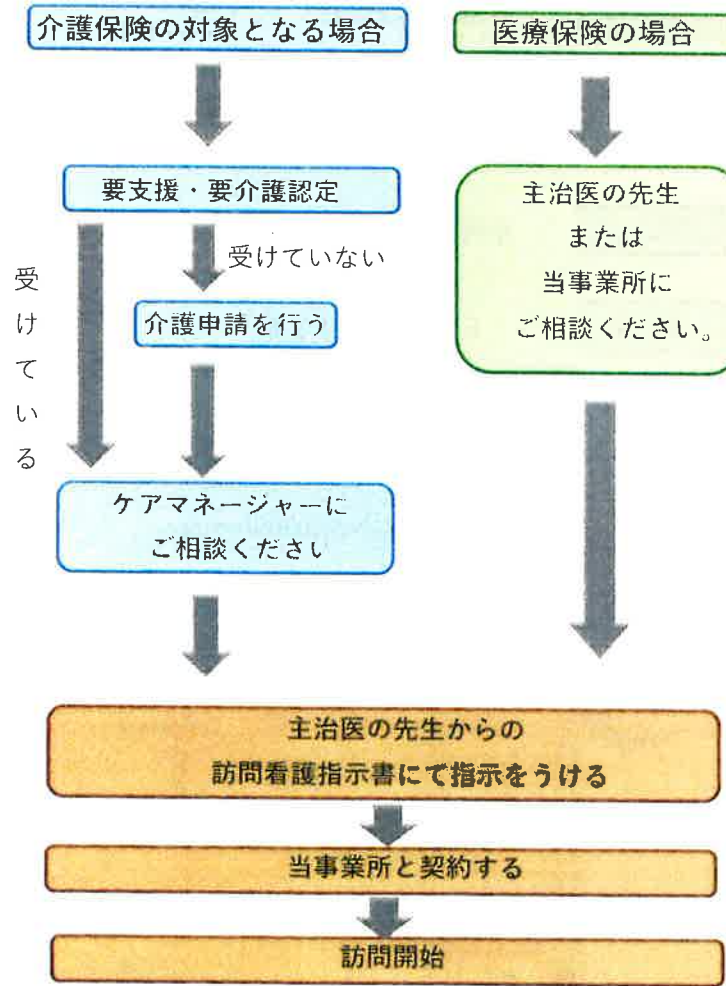 介護保険の対象となる場合
医療保険の場合
要支援・要介護認定
主治医の先生
または
当事業所に
ご相談ください。
受けている
受けていない
介護申請を行う
ケアマネージャーに
ご相談ください
主治医の先生からの
訪問看護指示書にて指示をうける
当事業所と契約する
訪問開始